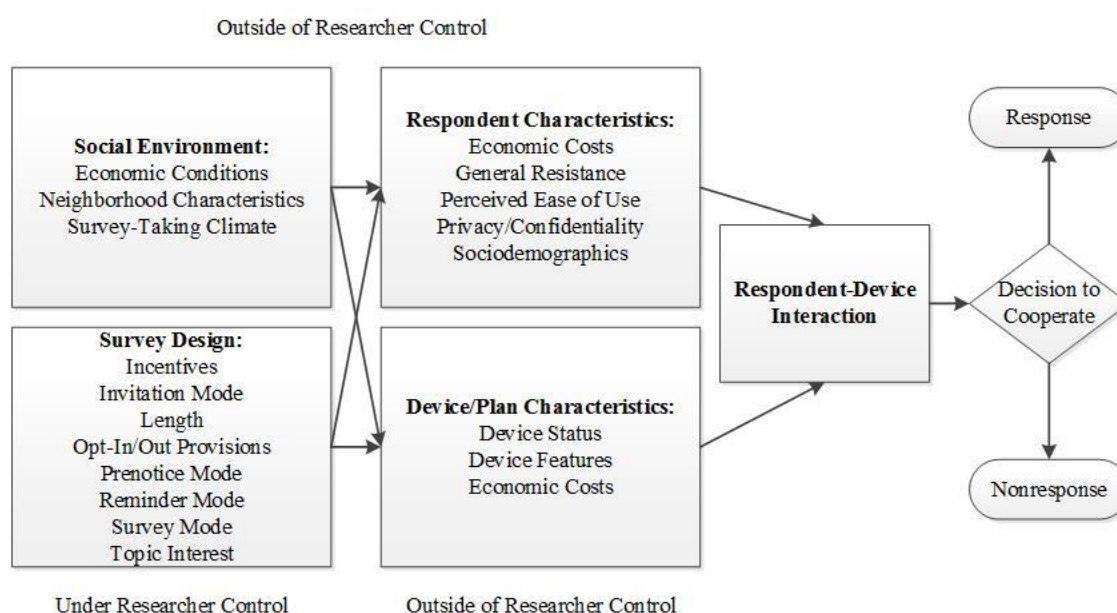 Outside of Researcher Control
Social Environment:
Economic Conditions
Neighborhood Characteristics
Survey-Taking Climate
Respondent Characteristics:
Economic Costs
General Resistance
Perceived Ease of Use
Privacy/Confidentiality
Sociodemographics
Survey Design:
Incentives
Invitation Mode
Length
Opt-In/Out Provisions
Prenotice Mode
Reminder Mode
Survey Mode
Topic Interest
Device/Plan Characteristics:
Device Status
Device Features
Economic Costs
Respondent-Device
Interaction
Response
Decision to
Cooperate
Nonresponse
Under Researcher Control
Outside of Researcher Control